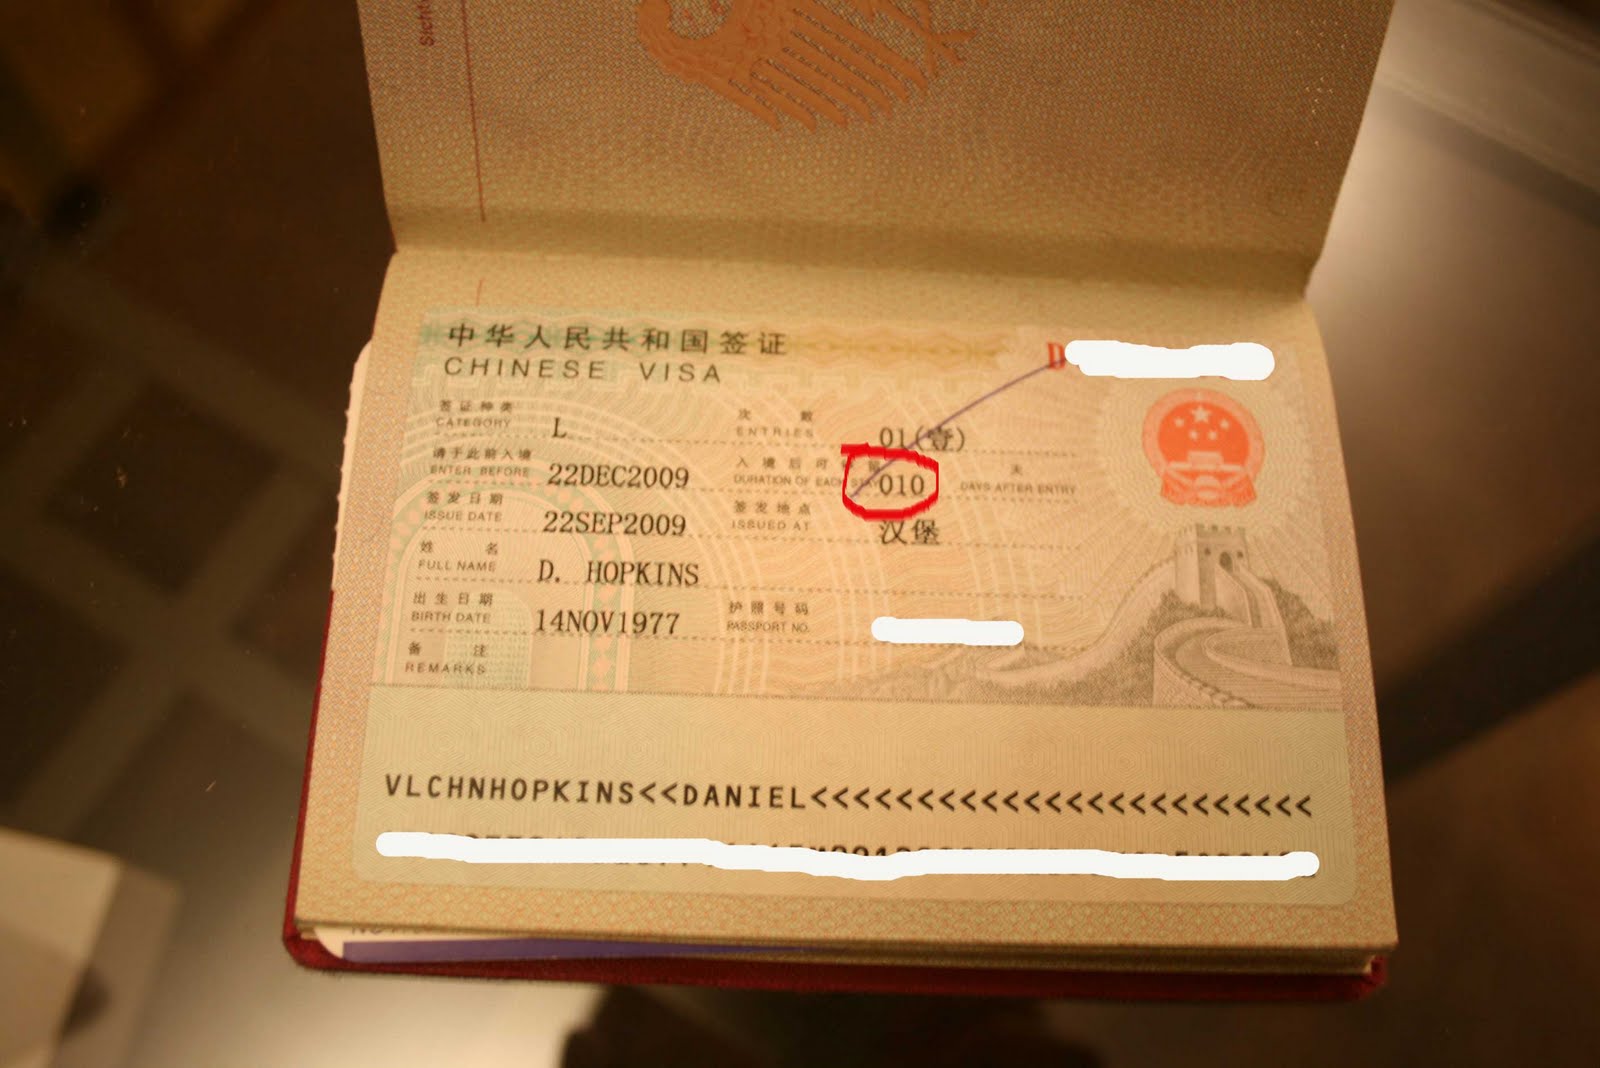 中华人民共和国签证
CHINESE VISA
D
签证种类
CATEGORY
L
次 数
ENTRIES
01(壹)
请于此前入境
ENTER BEFORE
22DEC2009
入境后可 留
DURATION OF EACH STAY
010
天
DAYS AFTER ENTRY
签发日期
ISSUE DATE
22SEP2009
签发地点
ISSUED AT
汉堡
姓 名
FULL NAME
D. HOPKINS
出生日期
BIRTH DATE
14NOV1977
护照号码
PASSPORT NO.
备 注
REMARKS
VLCHNHOPKINS<<DANIEL<<<<<<<<<<<<<<<<<<<<<<<<